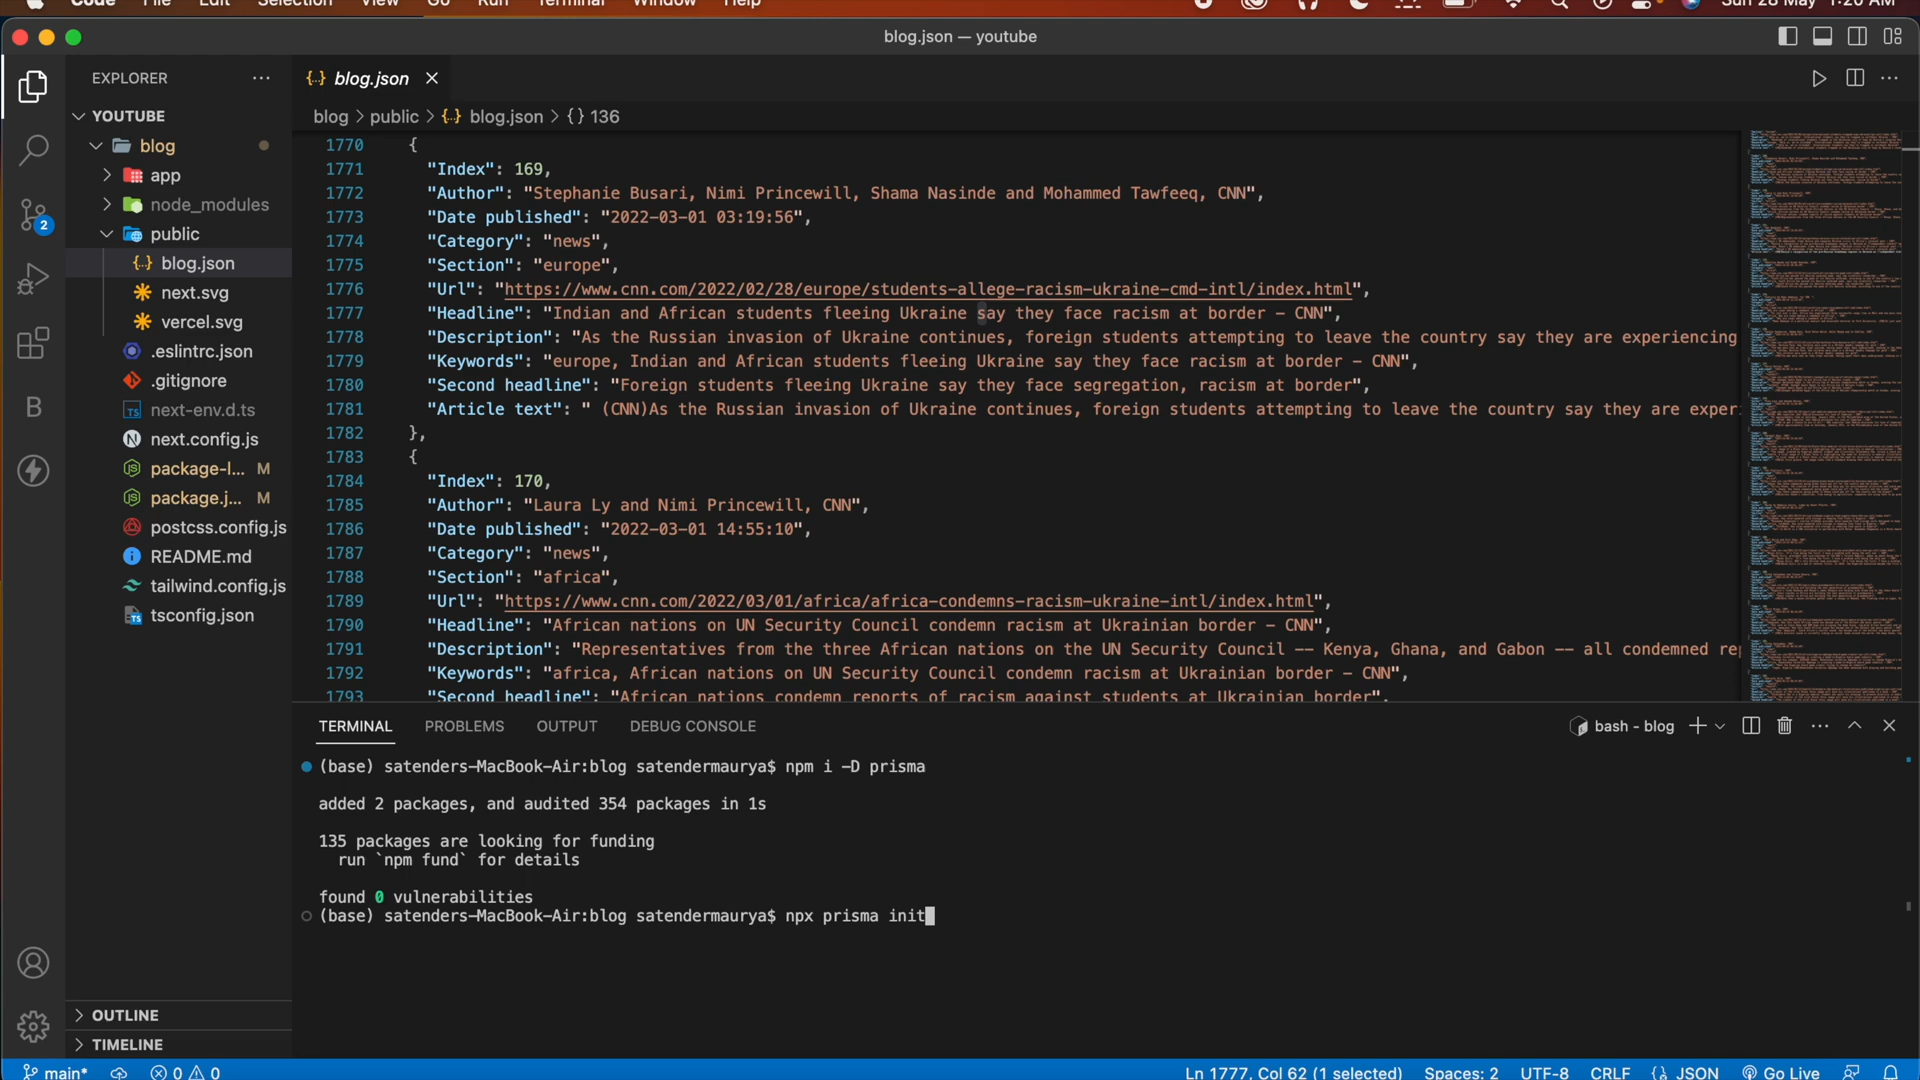 Code File Edit Selection View Go Run Terminal Window Help
Sun 28 May 1:20 AM
blog.json — youtube
EXPLORER
YOUTUBE
blog
app
node_modules
public
blog.json
next.svg
vercel.svg
.eslintrc.json
.gitignore
next-env.d.ts
next.config.js
package-l... M
package.j... M
postcss.config.js
README.md
tailwind.config.js
tsconfig.json
OUTLINE
TIMELINE
2
B
{..} blog.json
blog > public > {..} blog.json > {} 136
1770 {
1771 "Index": 169,
1772 "Author": "Stephanie Busari, Nimi Princewill, Shama Nasinde and Mohammed Tawfeeq, CNN",
1773 "Date published": "2022-03-01 03:19:56",
1774 "Category": "news",
1775 "Section": "europe",
1776 "Url": "https://www.cnn.com/2022/02/28/europe/students-allege-racism-ukraine-cmd-intl/index.html",
1777 "Headline": "Indian and African students fleeing Ukraine say they face racism at border - CNN",
1778 "Description": "As the Russian invasion of Ukraine continues, foreign students attempting to leave the country say they are experiencing
1779 "Keywords": "europe, Indian and African students fleeing Ukraine say they face racism at border - CNN",
1780 "Second headline": "Foreign students fleeing Ukraine say they face segregation, racism at border",
1781 "Article text": " (CNN)As the Russian invasion of Ukraine continues, foreign students attempting to leave the country say they are exper
1782 },
1783 {
1784 "Index": 170,
1785 "Author": "Laura Ly and Nimi Princewill, CNN",
1786 "Date published": "2022-03-01 14:55:10",
1787 "Category": "news",
1788 "Section": "africa",
1789 "Url": "https://www.cnn.com/2022/03/01/africa/africa-condemns-racism-ukraine-intl/index.html",
1790 "Headline": "African nations on UN Security Council condemn racism at Ukrainian border - CNN",
1791 "Description": "Representatives from the three African nations on the UN Security Council -- Kenya, Ghana, and Gabon -- all condemned re
1792 "Keywords": "africa, African nations on UN Security Council condemn racism at Ukrainian border - CNN",
1793 "Second headline": "African nations condemn reports of racism against students at Ukrainian border",
TERMINAL PROBLEMS OUTPUT DEBUG CONSOLE
bash - blog
(base) satenders-MacBook-Air:blog satendermaurya$ npm i -D prisma
added 2 packages, and audited 354 packages in 1s
135 packages are looking for funding
run `npm fund` for details
found 0 vulnerabilities
(base) satenders-MacBook-Air:blog satendermaurya$ npx prisma init
main* 0 0
Ln 1777, Col 62 (1 selected) Spaces: 2 UTF-8 CRLF {} JSON Go Live